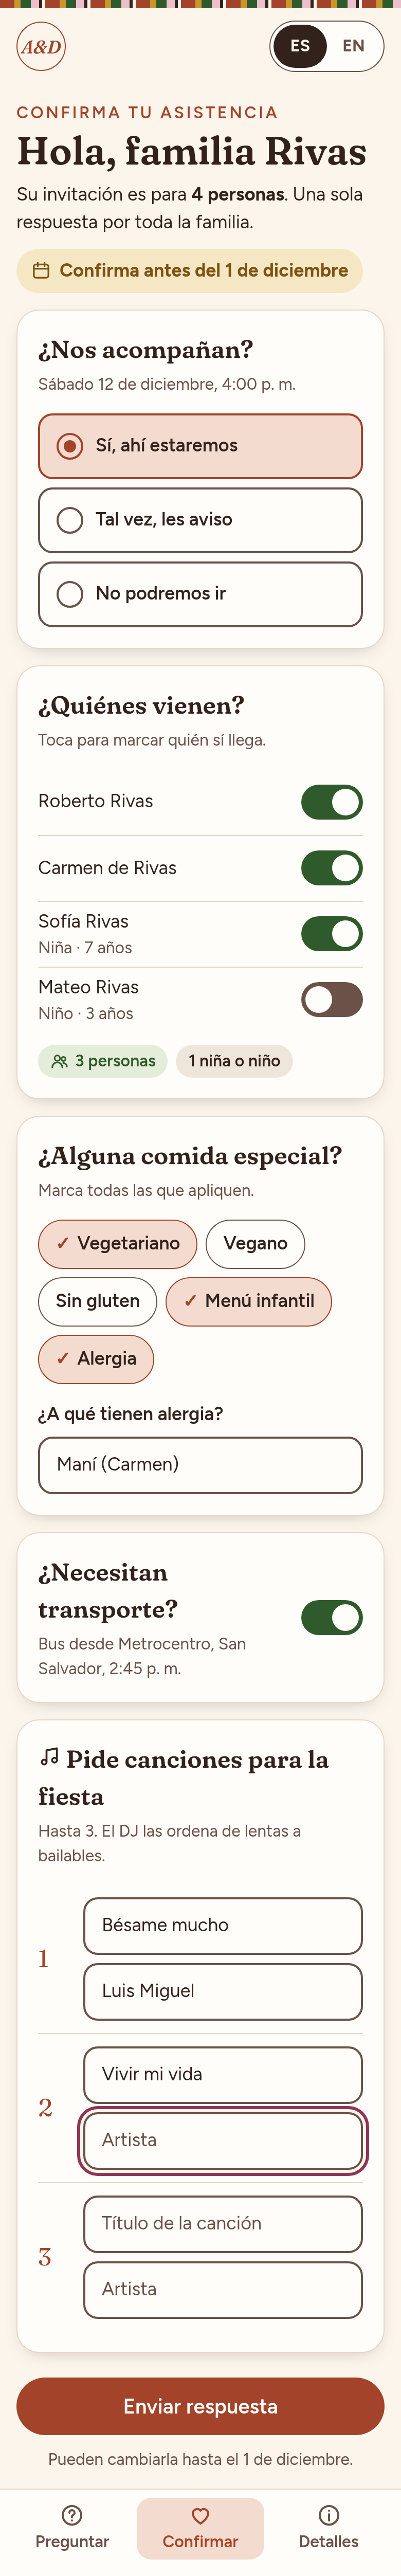 A&D
ES EN
CONFIRMA TU ASISTENCIA
Hola, familia Rivas
Su invitación es para 4 personas. Una sola
respuesta por toda la familia.
Confirma antes del 1 de diciembre
¿Nos acompañan?
Sábado 12 de diciembre, 4:00 p. m.
Sí, ahí estaremos
Tal vez, les aviso
No podremos ir
¿Quiénes vienen?
Toca para marcar quién sí llega.
Roberto Rivas
Carmen de Rivas
Sofía Rivas
Niña · 7 años
Mateo Rivas
Niño · 3 años
3 personas 1 niña o niño
¿Alguna comida especial?
Marca todas las que apliquen.
✓ Vegetariano Vegano
Sin gluten ✓ Menú infantil
✓ Alergia
¿A qué tienen alergia?
Maní (Carmen)
¿Necesitan
transporte?
Bus desde Metrocentro, San
Salvador, 2:45 p. m.
Pide canciones para la
fiesta
Hasta 3. El DJ las ordena de lentas a
bailables.
1
Bésame mucho
Luis Miguel
2
Vivir mi vida
Artista
3
Título de la canción
Artista
Enviar respuesta
Pueden cambiarla hasta el 1 de diciembre.
Preguntar Confirmar Detalles